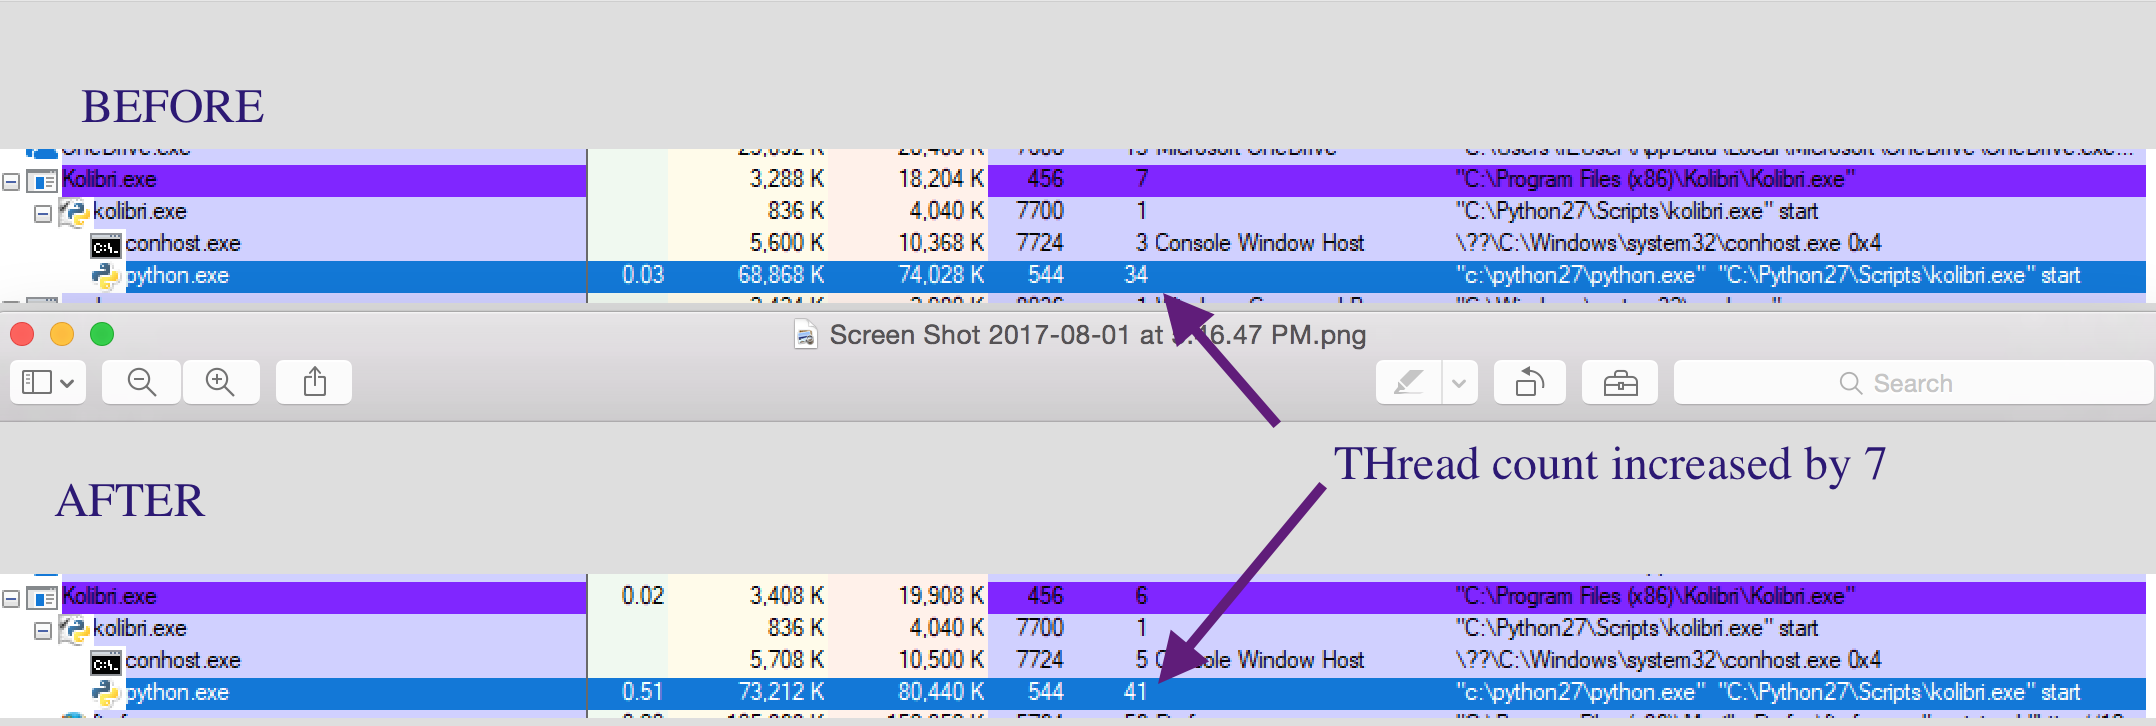 BEFORE
OneDrive.exe Microsoft OneDrive
Kolibri.exe 3,288 K 18,204 K 456 7 "C:\Program Files (x86)\Kolibri\Kolibri.exe"
kolibri.exe 836 K 4,040 K 7700 1 "C:\Python27\Scripts\kolibri.exe" start
conhost.exe 5,600 K 10,368 K 7724 3 Console Window Host \??\C:\Windows\system32\conhost.exe 0x4
python.exe 0.03 68,868 K 74,028 K 544 34 "c:\python27\python.exe" "C:\Python27\Scripts\kolibri.exe" start
Screen Shot 2017-08-01 at 16.47 PM.png
Search
THread count increased by 7
AFTER
Kolibri.exe 0.02 3,408 K 19,908 K 456 6 "C:\Program Files (x86)\Kolibri\Kolibri.exe"
kolibri.exe 836 K 4,040 K 7700 1 "C:\Python27\Scripts\kolibri.exe" start
conhost.exe 5,708 K 10,500 K 7724 5 Console Window Host \??\C:\Windows\system32\conhost.exe 0x4
python.exe 0.51 73,212 K 80,440 K 544 41 "c:\python27\python.exe" "C:\Python27\Scripts\kolibri.exe" start